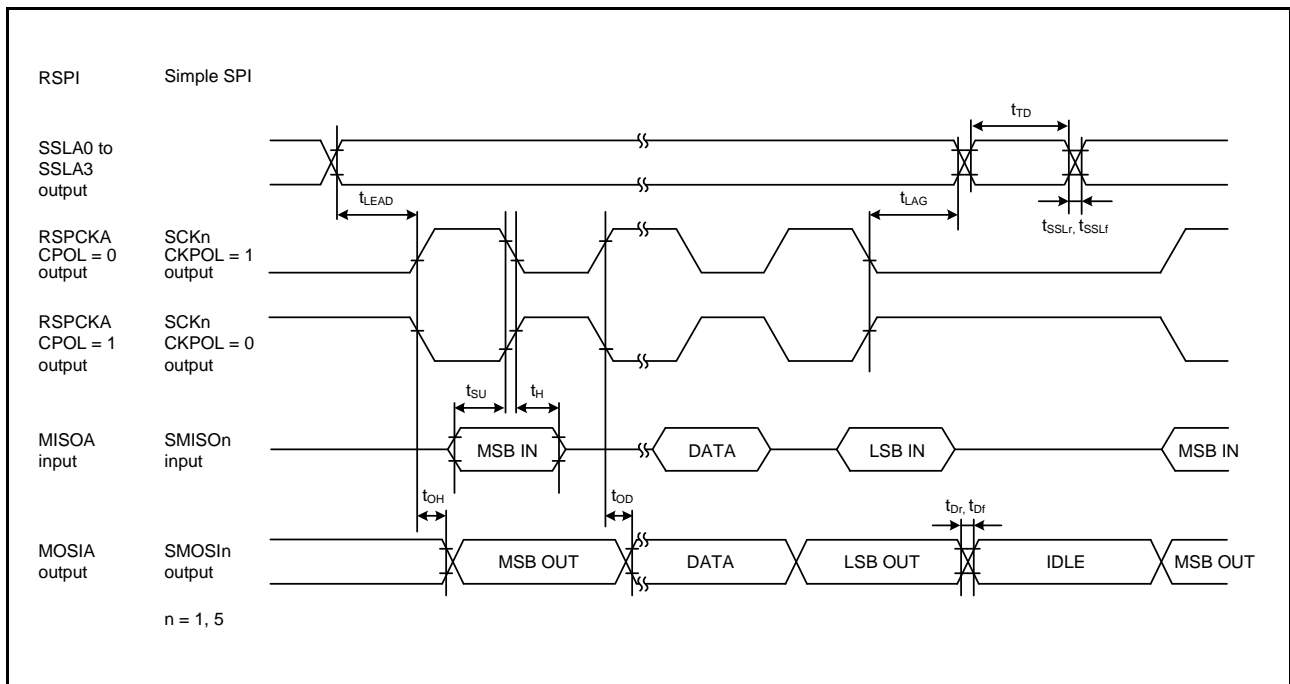 RSPI Simple SPI
SSLA0 to
SSLA3
output
tTD
tLEAD
tLAG
tSSLr, tSSLf
RSPCKA SCKn
CPOL = 0 CKPOL = 1
output output
RSPCKA SCKn
CPOL = 1 CKPOL = 0
output output
tSU tH
MISOA SMISOn
input input
MSB IN DATA LSB IN MSB IN
tOH tOD tDr, tDf
MOSIA SMOSIn
output output
MSB OUT DATA LSB OUT IDLE MSB OUT
n = 1, 5